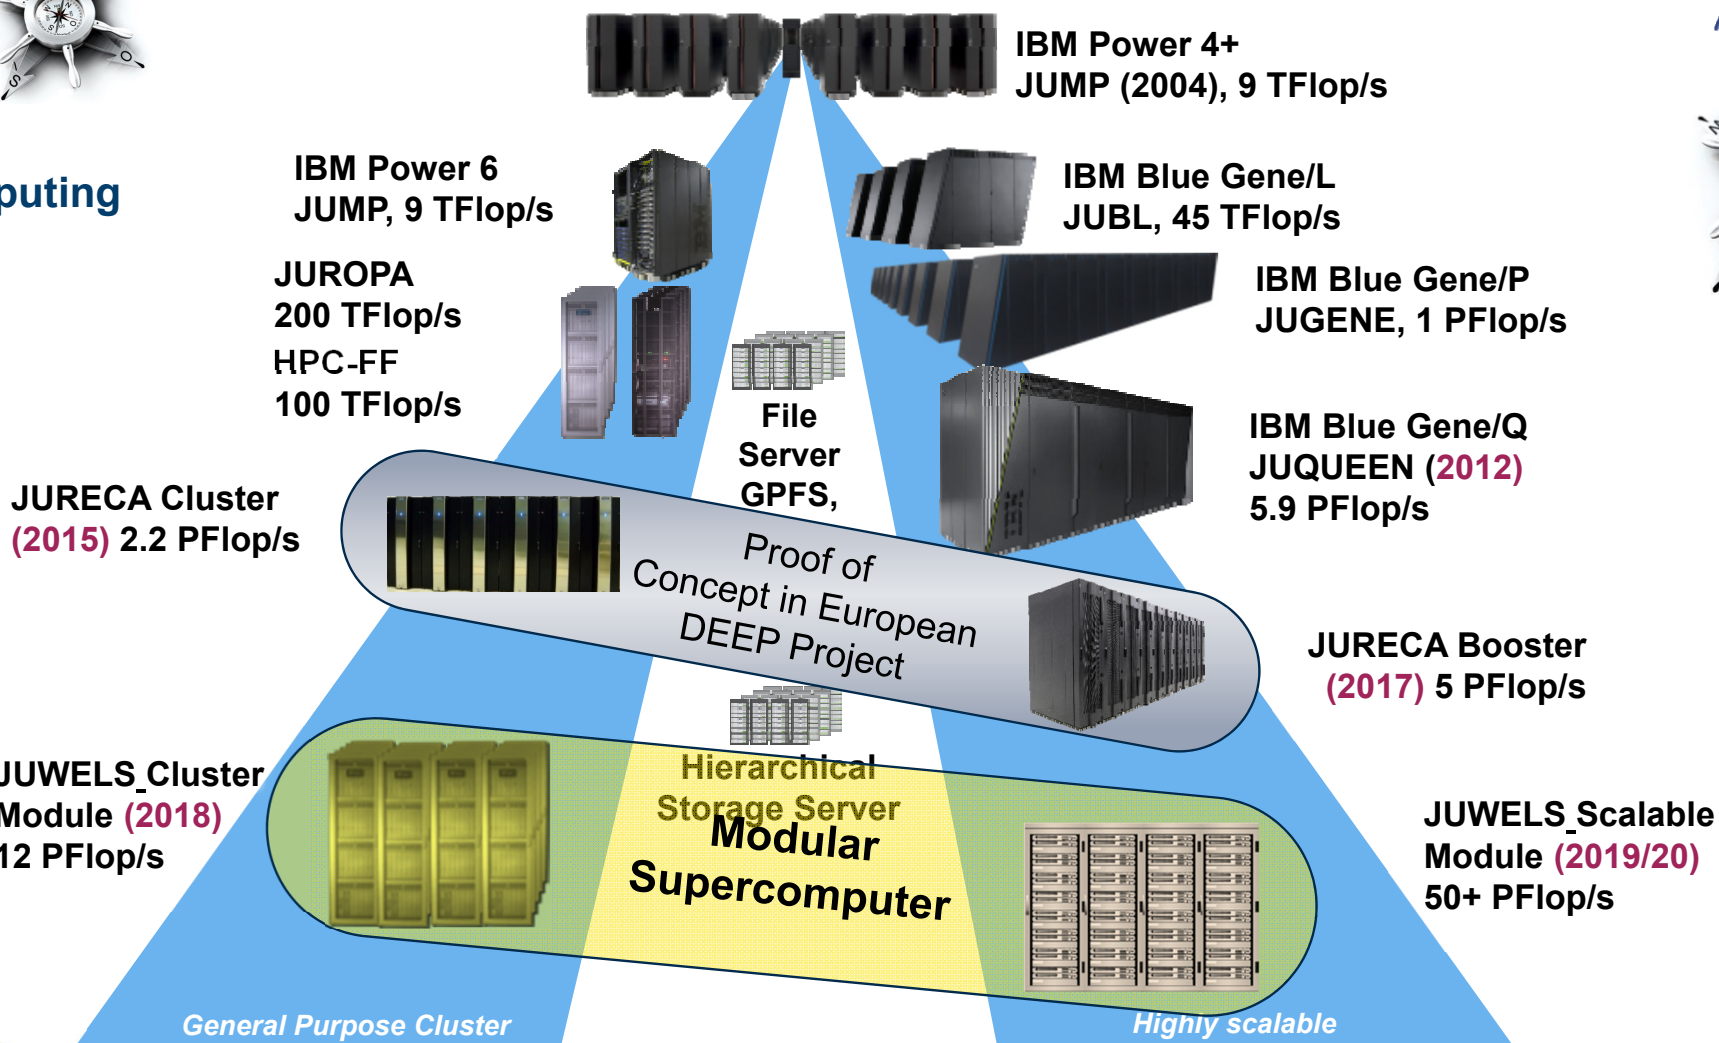 IBM Power 4+
JUMP (2004), 9 TFlop/s
IBM Power 6
JUMP, 9 TFlop/s
IBM Blue Gene/L
JUBL, 45 TFlop/s
puting
JUROPA
200 TFlop/s
HPC-FF
100 TFlop/s
IBM Blue Gene/P
JUGENE, 1 PFlop/s
File
Server
GPFS,
IBM Blue Gene/Q
JUQUEEN (2012)
5.9 PFlop/s
JURECA Cluster
(2015) 2.2 PFlop/s
Proof of
Concept in European
DEEP Project
JURECA Booster
(2017) 5 PFlop/s
Hierarchical
Storage Server
JUWELS Cluster
Module (2018)
12 PFlop/s
Modular
Supercomputer
JUWELS Scalable
Module (2019/20)
50+ PFlop/s
General Purpose Cluster
Highly scalable